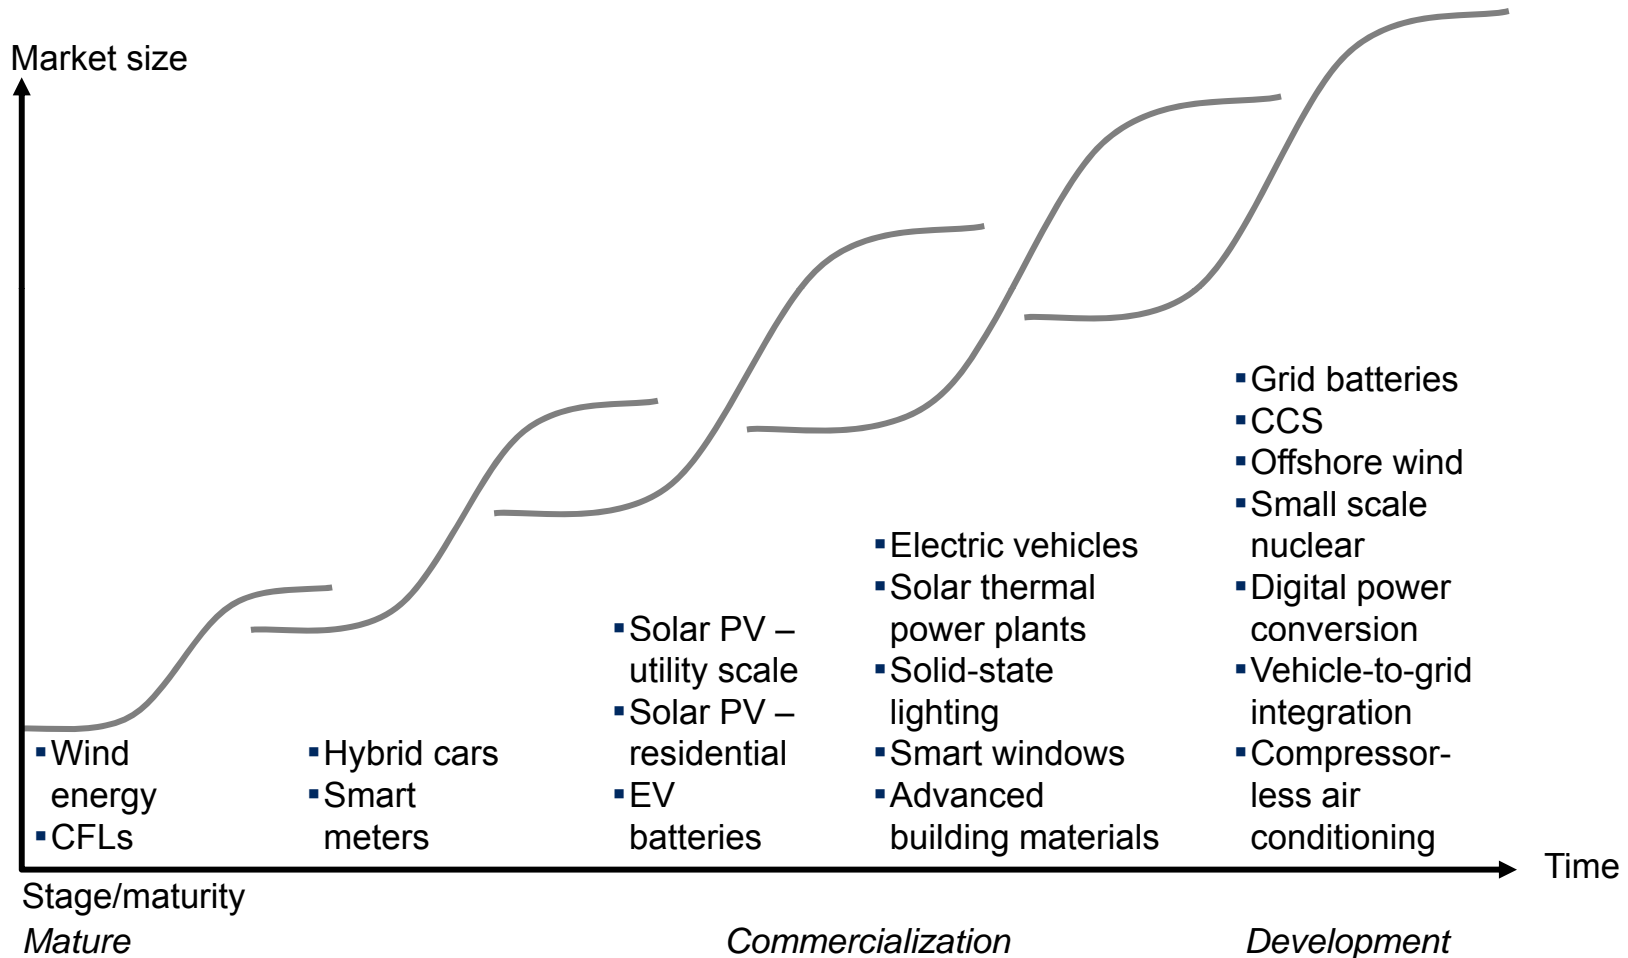 Market size
▪Grid batteries
▪CCS
▪Offshore wind
▪Small scale
nuclear
▪Digital power
conversion
▪Vehicle-to-grid
integration
▪Compressor-
less air
conditioning
▪Electric vehicles
▪Solar thermal
power plants
▪Solid-state
lighting
▪Smart windows
▪Advanced
building materials
▪Solar PV –
utility scale
▪Solar PV –
residential
▪EV
batteries
▪Hybrid cars
▪Smart
meters
▪Wind
energy
▪CFLs
Time
Stage/maturity
Mature
Commercialization
Development